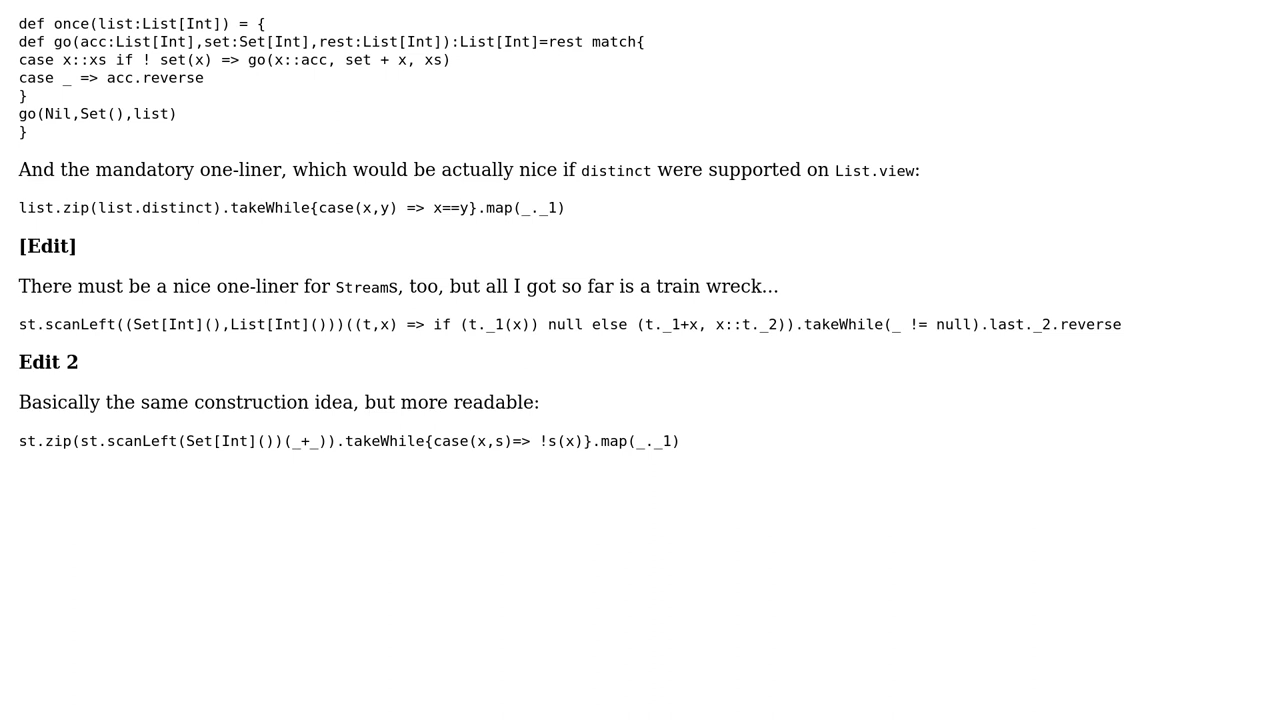 def once(list:List[Int]) = {
def go(acc:List[Int],set:Set[Int],rest:List[Int]):List[Int]=rest match{
case x::xs if ! set(x) => go(x::acc, set + x, xs)
case _ => acc.reverse
}
go(Nil,Set(),list)
}
And the mandatory one-liner, which would be actually nice if distinct were supported on List.view:
list.zip(list.distinct).takeWhile{case(x,y) => x==y}.map(_._1)
[Edit]
There must be a nice one-liner for Streams, too, but all I got so far is a train wreck...
st.scanLeft((Set[Int](),List[Int]()))((t,x) => if (t._1(x)) null else (t._1+x, x::t._2)).takeWhile(_ != null).last._2.reverse
Edit 2
Basically the same construction idea, but more readable:
st.zip(st.scanLeft(Set[Int]())(_+_)).takeWhile{case(x,s)=> !s(x)}.map(_._1)